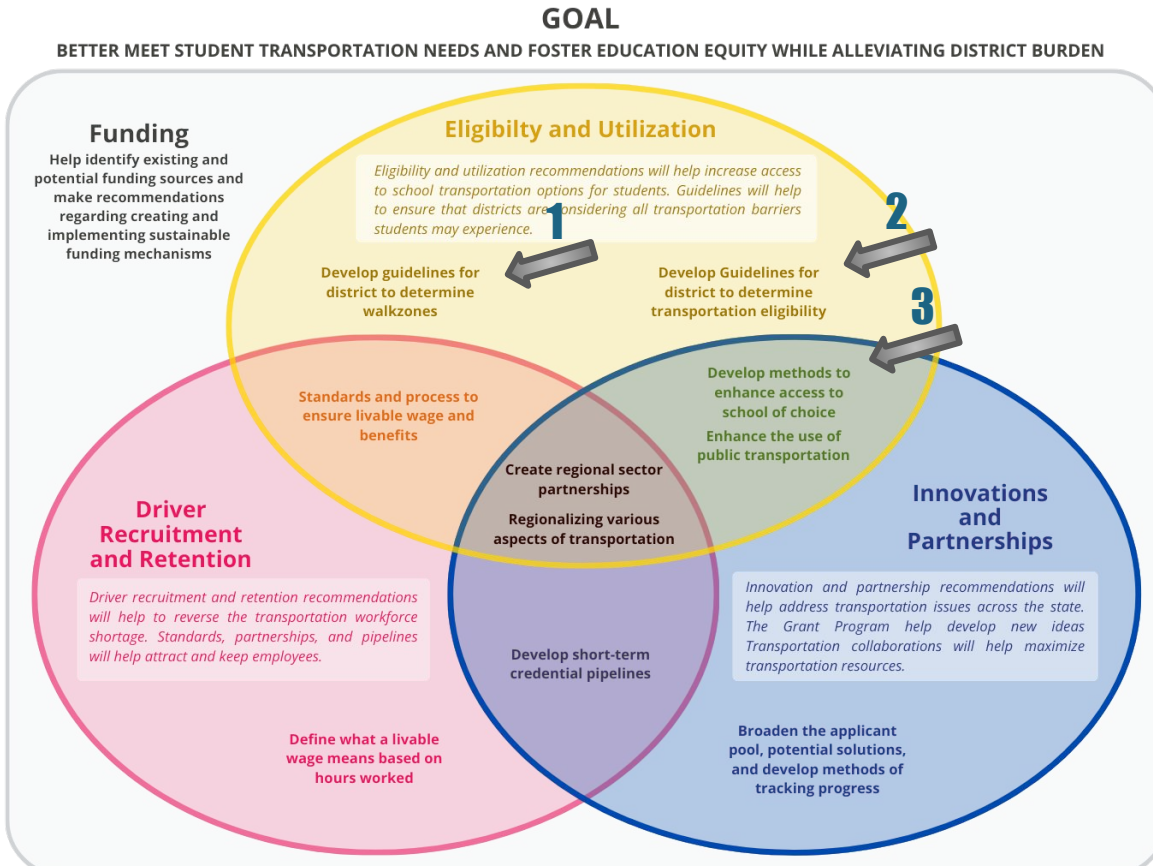 GOAL
BETTER MEET STUDENT TRANSPORTATION NEEDS AND FOSTER EDUCATION EQUITY WHILE ALLEVIATING DISTRICT BURDEN
Funding
Help identify existing and
potential funding sources and
make recommendations
regarding creating and
implementing sustainable
funding mechanisms
Eligibilty and Utilization
Eligibility and utilization recommendations will help increase access
to school transportation options for students. Guidelines will help
to ensure that districts are considering all transportation barriers
students may experience.
1
2
3
Develop guidelines for
district to determine
walkzones
Develop Guidelines for
district to determine
transportation eligibility
Standards and process to
ensure livable wage and
benefits
Develop methods to
enhance access to
school of choice
Enhance the use of
public transportation
Create regional sector
partnerships
Regionalizing various
aspects of transportation
Driver
Recruitment
and Retention
Driver recruitment and retention recommendations
will help to reverse the transportation workforce
shortage. Standards, partnerships, and pipelines
will help attract and keep employees.
Innovations
and
Partnerships
Innovation and partnership recommendations will
help address transportation issues across the state.
The Grant Program help develop new ideas
Transportation collaborations will help maximize
transportation resources.
Develop short-term
credential pipelines
Define what a livable
wage means based on
hours worked
Broaden the applicant
pool, potential solutions,
and develop methods of
tracking progress